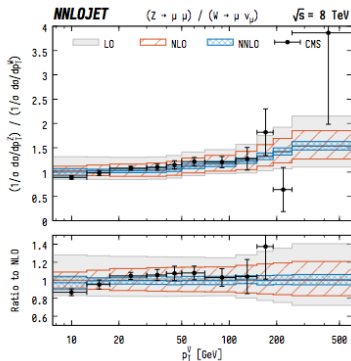 NNLOJET (Z → μ μ) / (W → μ ν_μ) √s = 8 TeV
LO NLO NNLO CMS
(1/σ dσ/dp_T^Z) / (1/σ dσ/dp_T^W)
4
3.5
3
2.5
2
1.5
1
0.5
0
Ratio to NLO
1.4
1.2
1
0.8
0.6
10 20 50 100 200 500
p_T^V [GeV]